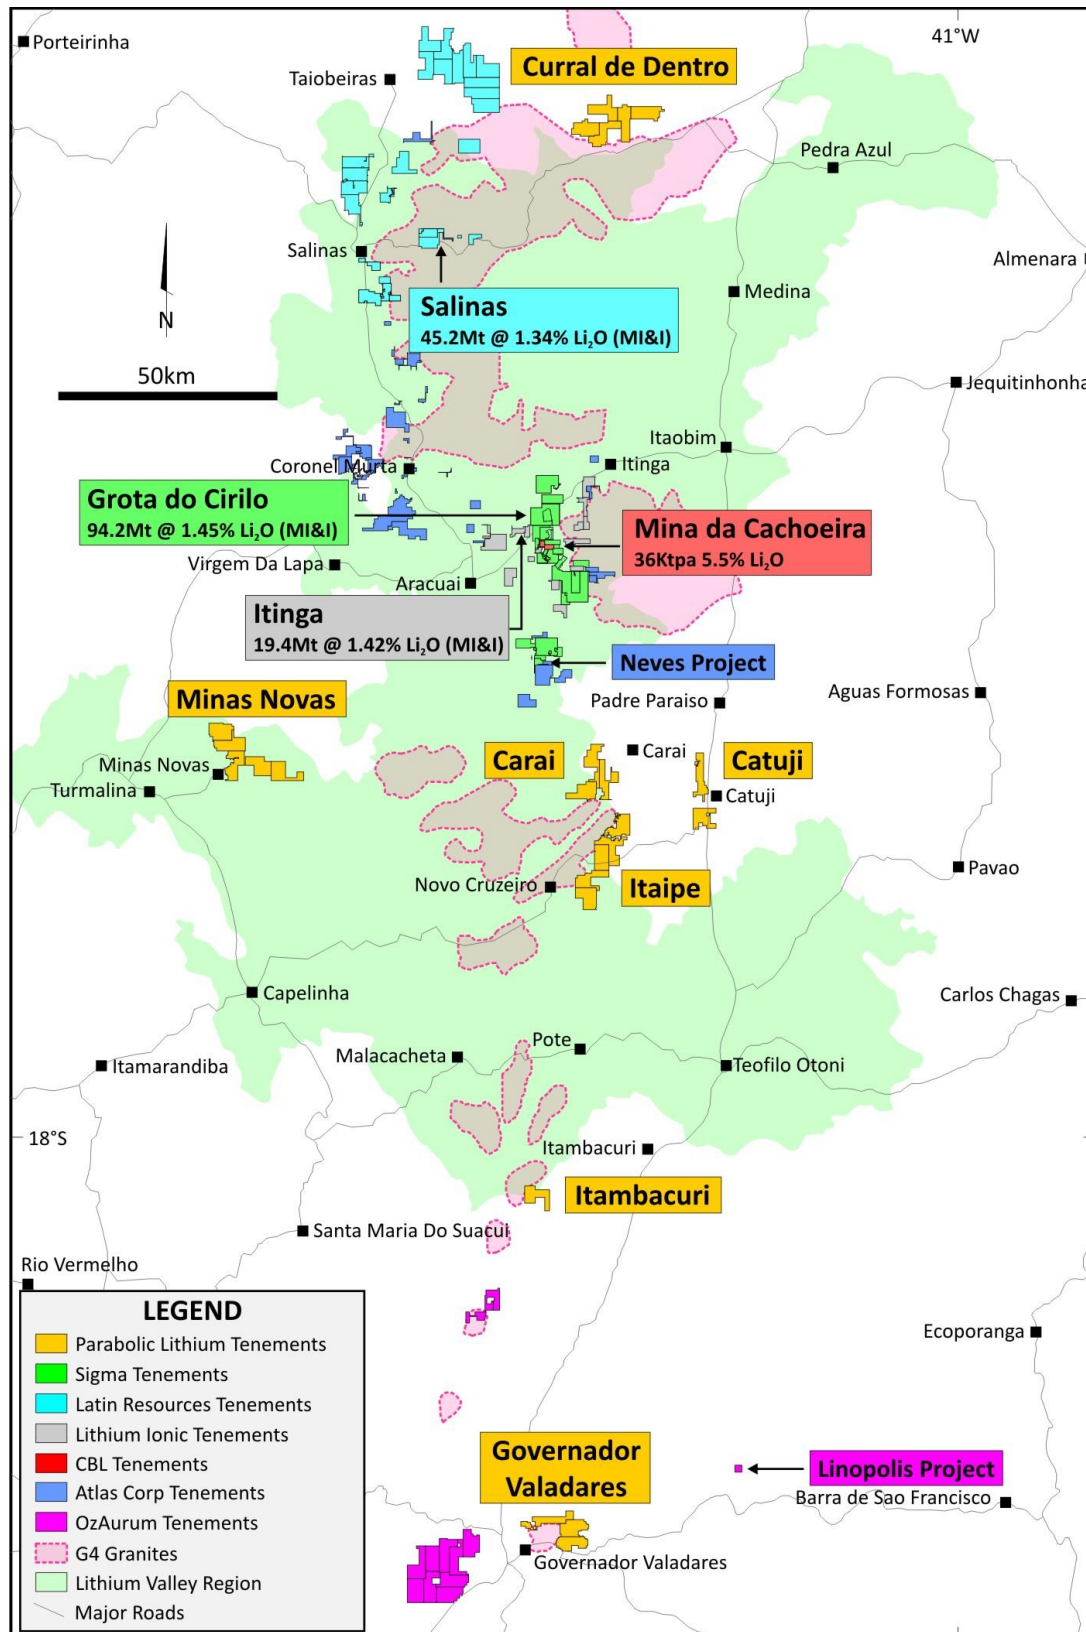 Porteirinha
41°W
Taiobeiras
Curral de Dentro
Pedra Azul
Salinas
Almenara
N
Medina
Salinas
45.2Mt @ 1.34% Li₂O (MI&I)
50km
Jequitinhonha
Itaobim
Coronel Murta
Itinga
Grota do Cirilo
94.2Mt @ 1.45% Li₂O (MI&I)
Mina da Cachoeira
36Ktpa 5.5% Li₂O
Virgem Da Lapa
Aracuai
Itinga
19.4Mt @ 1.42% Li₂O (MI&I)
Neves Project
Minas Novas
Padre Paraiso
Aguas Formosas
Carai
Carai
Catuji
Minas Novas
Turmalina
Catuji
Novo Cruzeiro
Itaipe
Pavao
Capelinha
Carlos Chagas
Itamarandiba
Malacacheta
Pote
Teofilo Otoni
18°S
Itambacuri
Itambacuri
Santa Maria Do Suacui
Rio Vermelho
Ecoporanga
LEGEND
Parabolic Lithium Tenements
Sigma Tenements
Latin Resources Tenements
Lithium Ionic Tenements
CBL Tenements
Atlas Corp Tenements
OzAurum Tenements
G4 Granites
Lithium Valley Region
Major Roads
Governador
Valadares
Linopolis Project
Barra de Sao Francisco
Governador Valadares